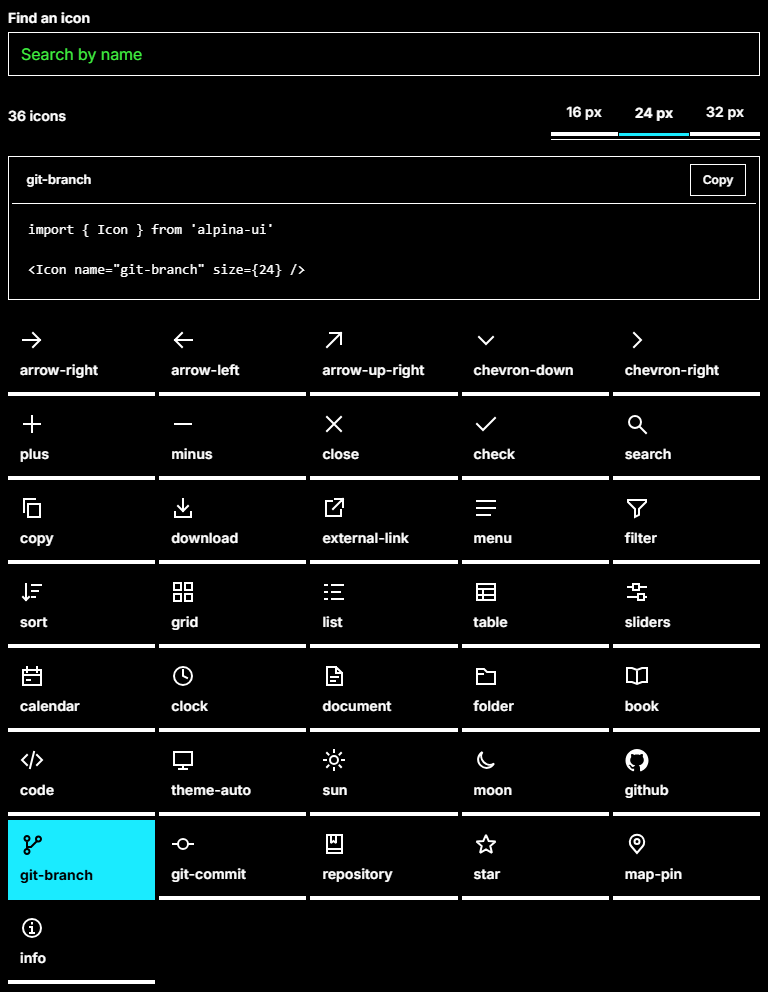 Find an icon
Search by name
36 icons
16 px 24 px 32 px
git-branch Copy
import { Icon } from 'alpina-ui'
<Icon name="git-branch" size={24} />
arrow-right arrow-left arrow-up-right chevron-down chevron-right
plus minus close check search
copy download external-link menu filter
sort grid list table sliders
calendar clock document folder book
code theme-auto sun moon github
git-branch git-commit repository star map-pin
info